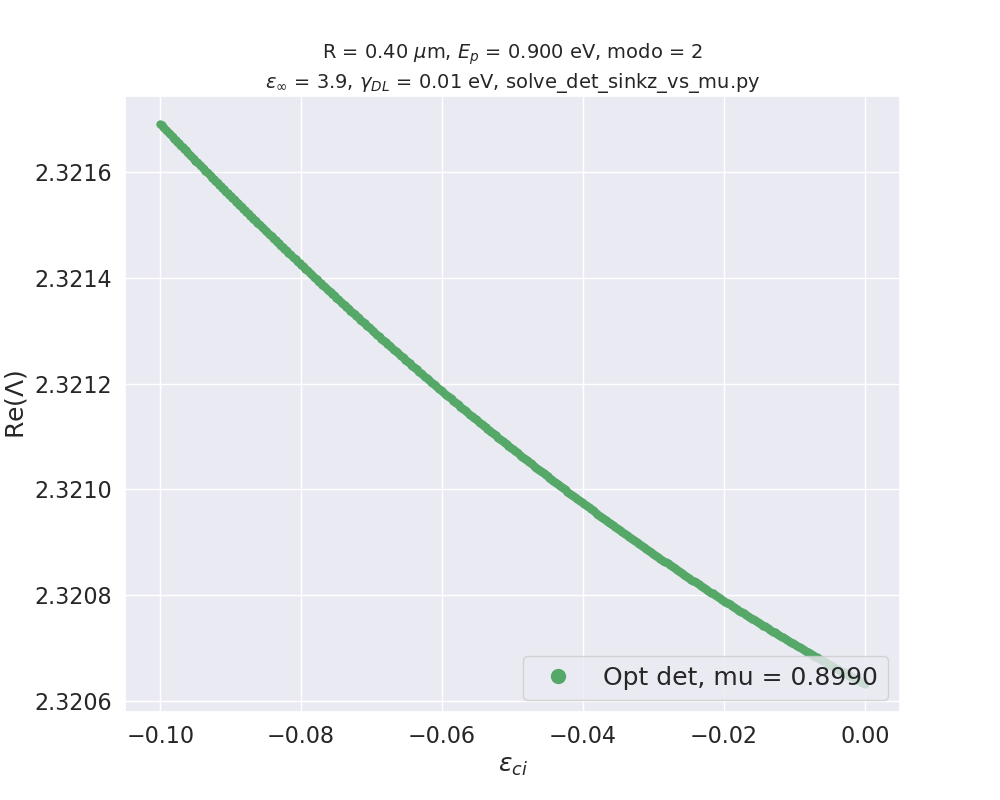 R = 0.40 μm, E_p = 0.900 eV, modo = 2
ε_∞ = 3.9, γ_DL = 0.01 eV, solve_det_sinkz_vs_mu.py
Re(Λ)
2.3216
2.3214
2.3212
2.3210
2.3208
2.3206
Opt det, mu = 0.8990
−0.10 −0.08 −0.06 −0.04 −0.02 0.00
ε_ci